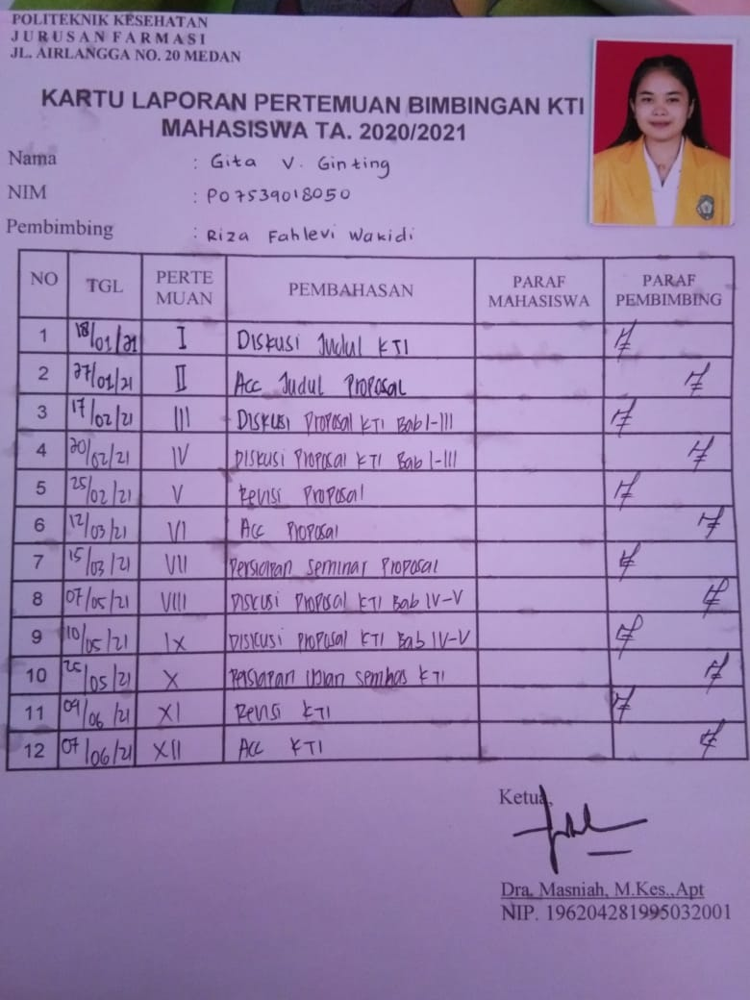 POLITEKNIK KESEHATAN
JURUSAN FARMASI
JL. AIRLANGGA NO. 20 MEDAN
KARTU LAPORAN PERTEMUAN BIMBINGAN KTI
MAHASISWA TA. 2020/2021
Nama : Gita V. Ginting
NIM : P07539018050
Pembimbing : Riza Fahlevi Wakidi
NO TGL PERTE MUAN PEMBAHASAN PARAF MAHASISWA PARAF PEMBIMBING
1 18/01/21 I Diskusi Judul KTI
2 27/01/21 II Acc Judul Proposal
3 17/02/21 III Diskusi Proposal KTI Bab I-III
4 20/02/21 IV Diskusi Proposal KTI Bab I-III
5 25/02/21 V Revisi Proposal
6 12/03/21 VI Acc Proposal
7 15/03/21 VII Persiapan Seminar Proposal
8 07/05/21 VIII Diskusi Proposal KTI Bab IV-V
9 10/05/21 IX Diskusi Proposal KTI Bab IV-V
10 25/05/21 X Persiapan Ujian Semhas KTI
11 04/06/21 XI Revisi KTI
12 07/06/21 XII Acc KTI
Ketua,
Dra. Masniah, M.Kes.,Apt
NIP. 196204281995032001